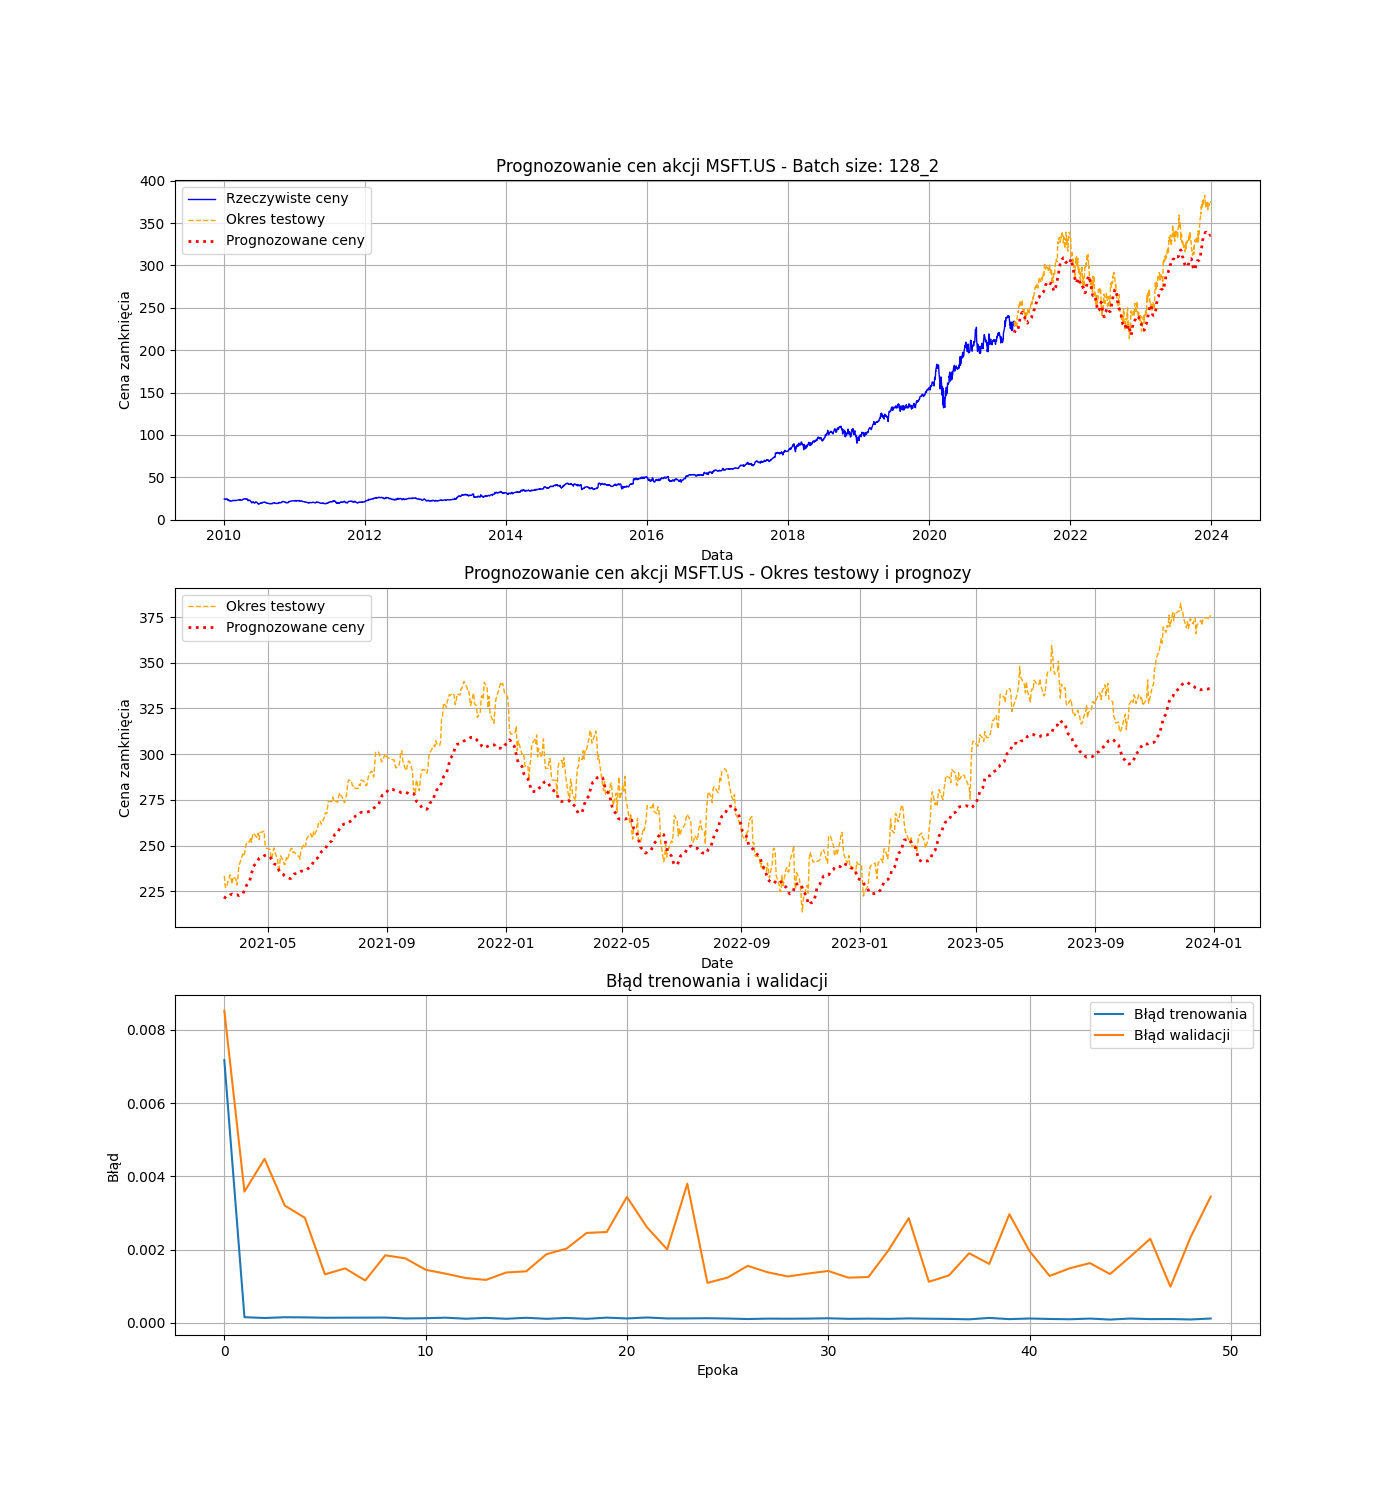 Prognozowanie cen akcji MSFT.US - Batch size: 128_2
Cena zamknięcia
400
350
300
250
200
150
100
50
0
Rzeczywiste ceny
Okres testowy
Prognozowane ceny
2010 2012 2014 2016 2018 2020 2022 2024
Data
Prognozowanie cen akcji MSFT.US - Okres testowy i prognozy
Cena zamknięcia
375
350
325
300
275
250
225
Okres testowy
Prognozowane ceny
2021-05 2021-09 2022-01 2022-05 2022-09 2023-01 2023-05 2023-09 2024-01
Date
Błąd trenowania i walidacji
Błąd
0.008
0.006
0.004
0.002
0.000
Błąd trenowania
Błąd walidacji
0 10 20 30 40 50
Epoka